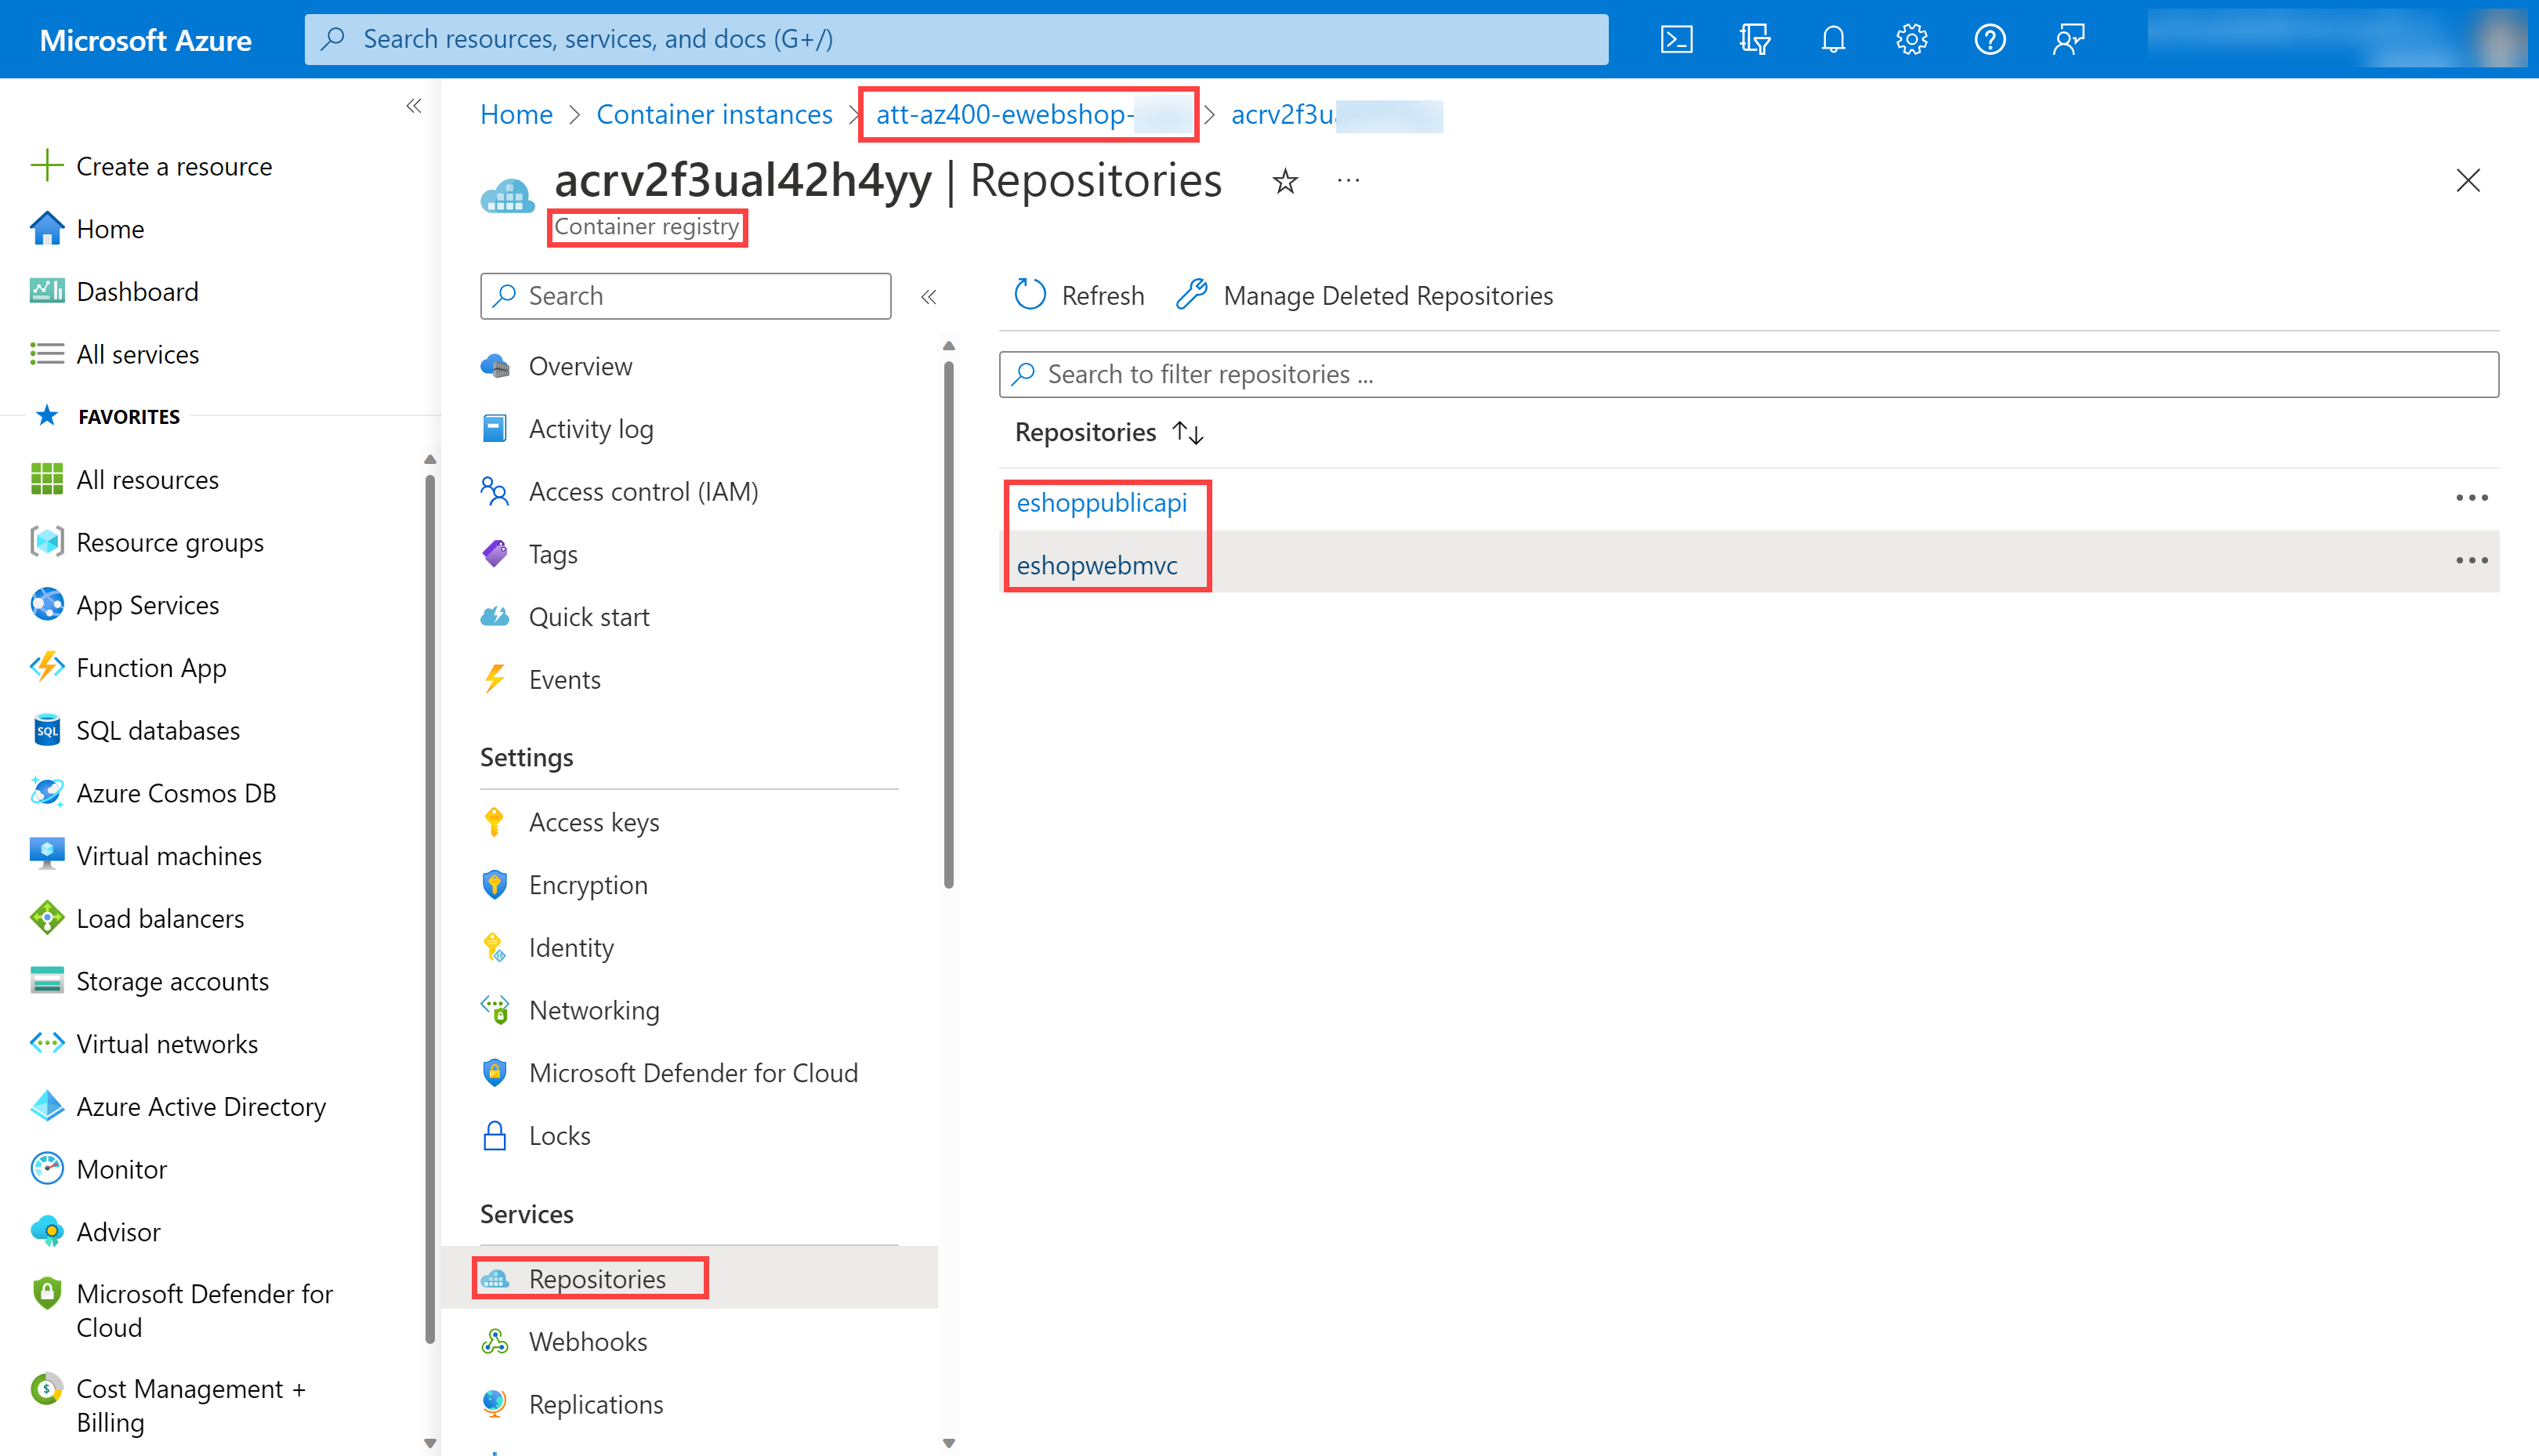 Microsoft Azure
Search resources, services, and docs (G+/)
Create a resource
Home
Dashboard
All services
FAVORITES
All resources
Resource groups
App Services
Function App
SQL databases
Azure Cosmos DB
Virtual machines
Load balancers
Storage accounts
Virtual networks
Azure Active Directory
Monitor
Advisor
Microsoft Defender for
Cloud
Cost Management +
Billing
Home > Container instances > att-az400-ewebshop- > acrv2f3u
acrv2f3ual42h4yy | Repositories
Container registry
Search
Overview
Activity log
Access control (IAM)
Tags
Quick start
Events
Settings
Access keys
Encryption
Identity
Networking
Microsoft Defender for Cloud
Locks
Services
Repositories
Webhooks
Replications
Refresh
Manage Deleted Repositories
Search to filter repositories ...
Repositories
eshoppublicapi
eshopwebmvc